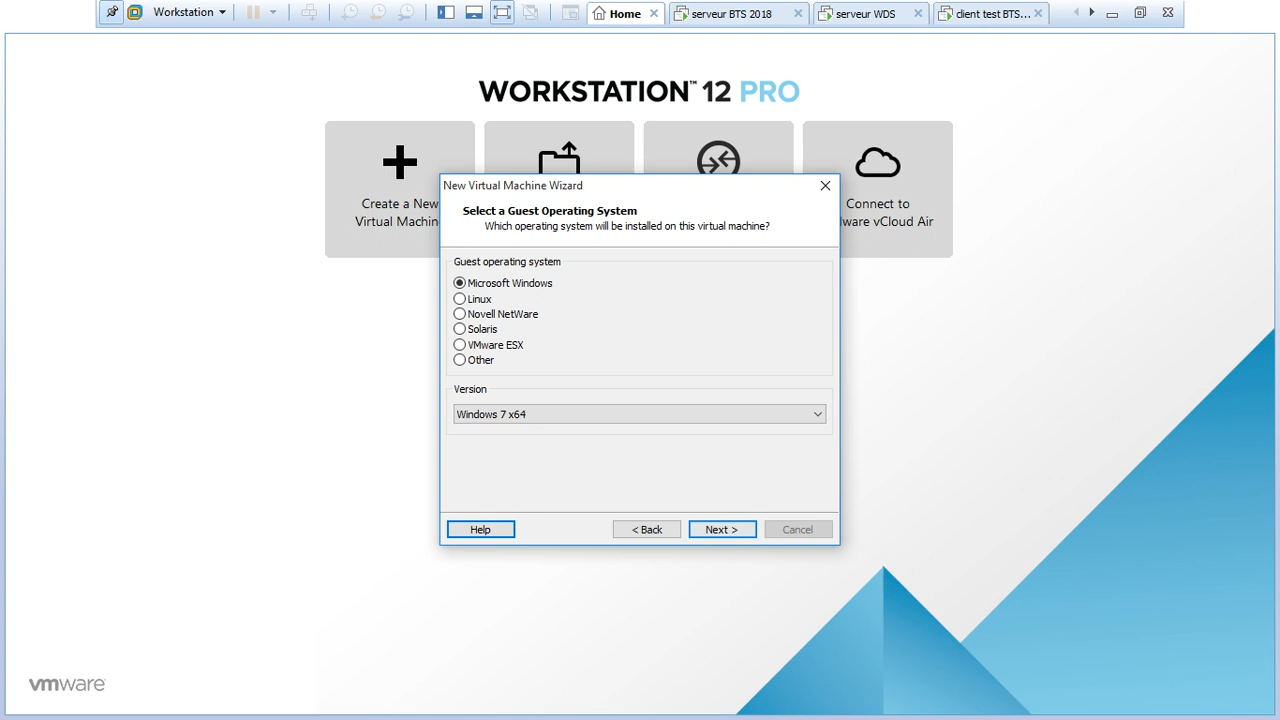 Workstation
Home
serveur BTS 2018
serveur WDS
client test BTS...
WORKSTATION™ 12 PRO
Create a New
Virtual Machin
Connect to
lware vCloud Air
New Virtual Machine Wizard
Select a Guest Operating System
Which operating system will be installed on this virtual machine?
Guest operating system
Microsoft Windows
Linux
Novell NetWare
Solaris
VMware ESX
Other
Version
Windows 7 x64
Help
< Back
Next >
Cancel
vmware